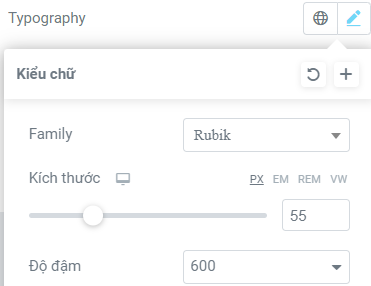 Typography
Kiểu chữ
Family Rubik
Kích thước PX EM REM VW
55
Độ đậm 600